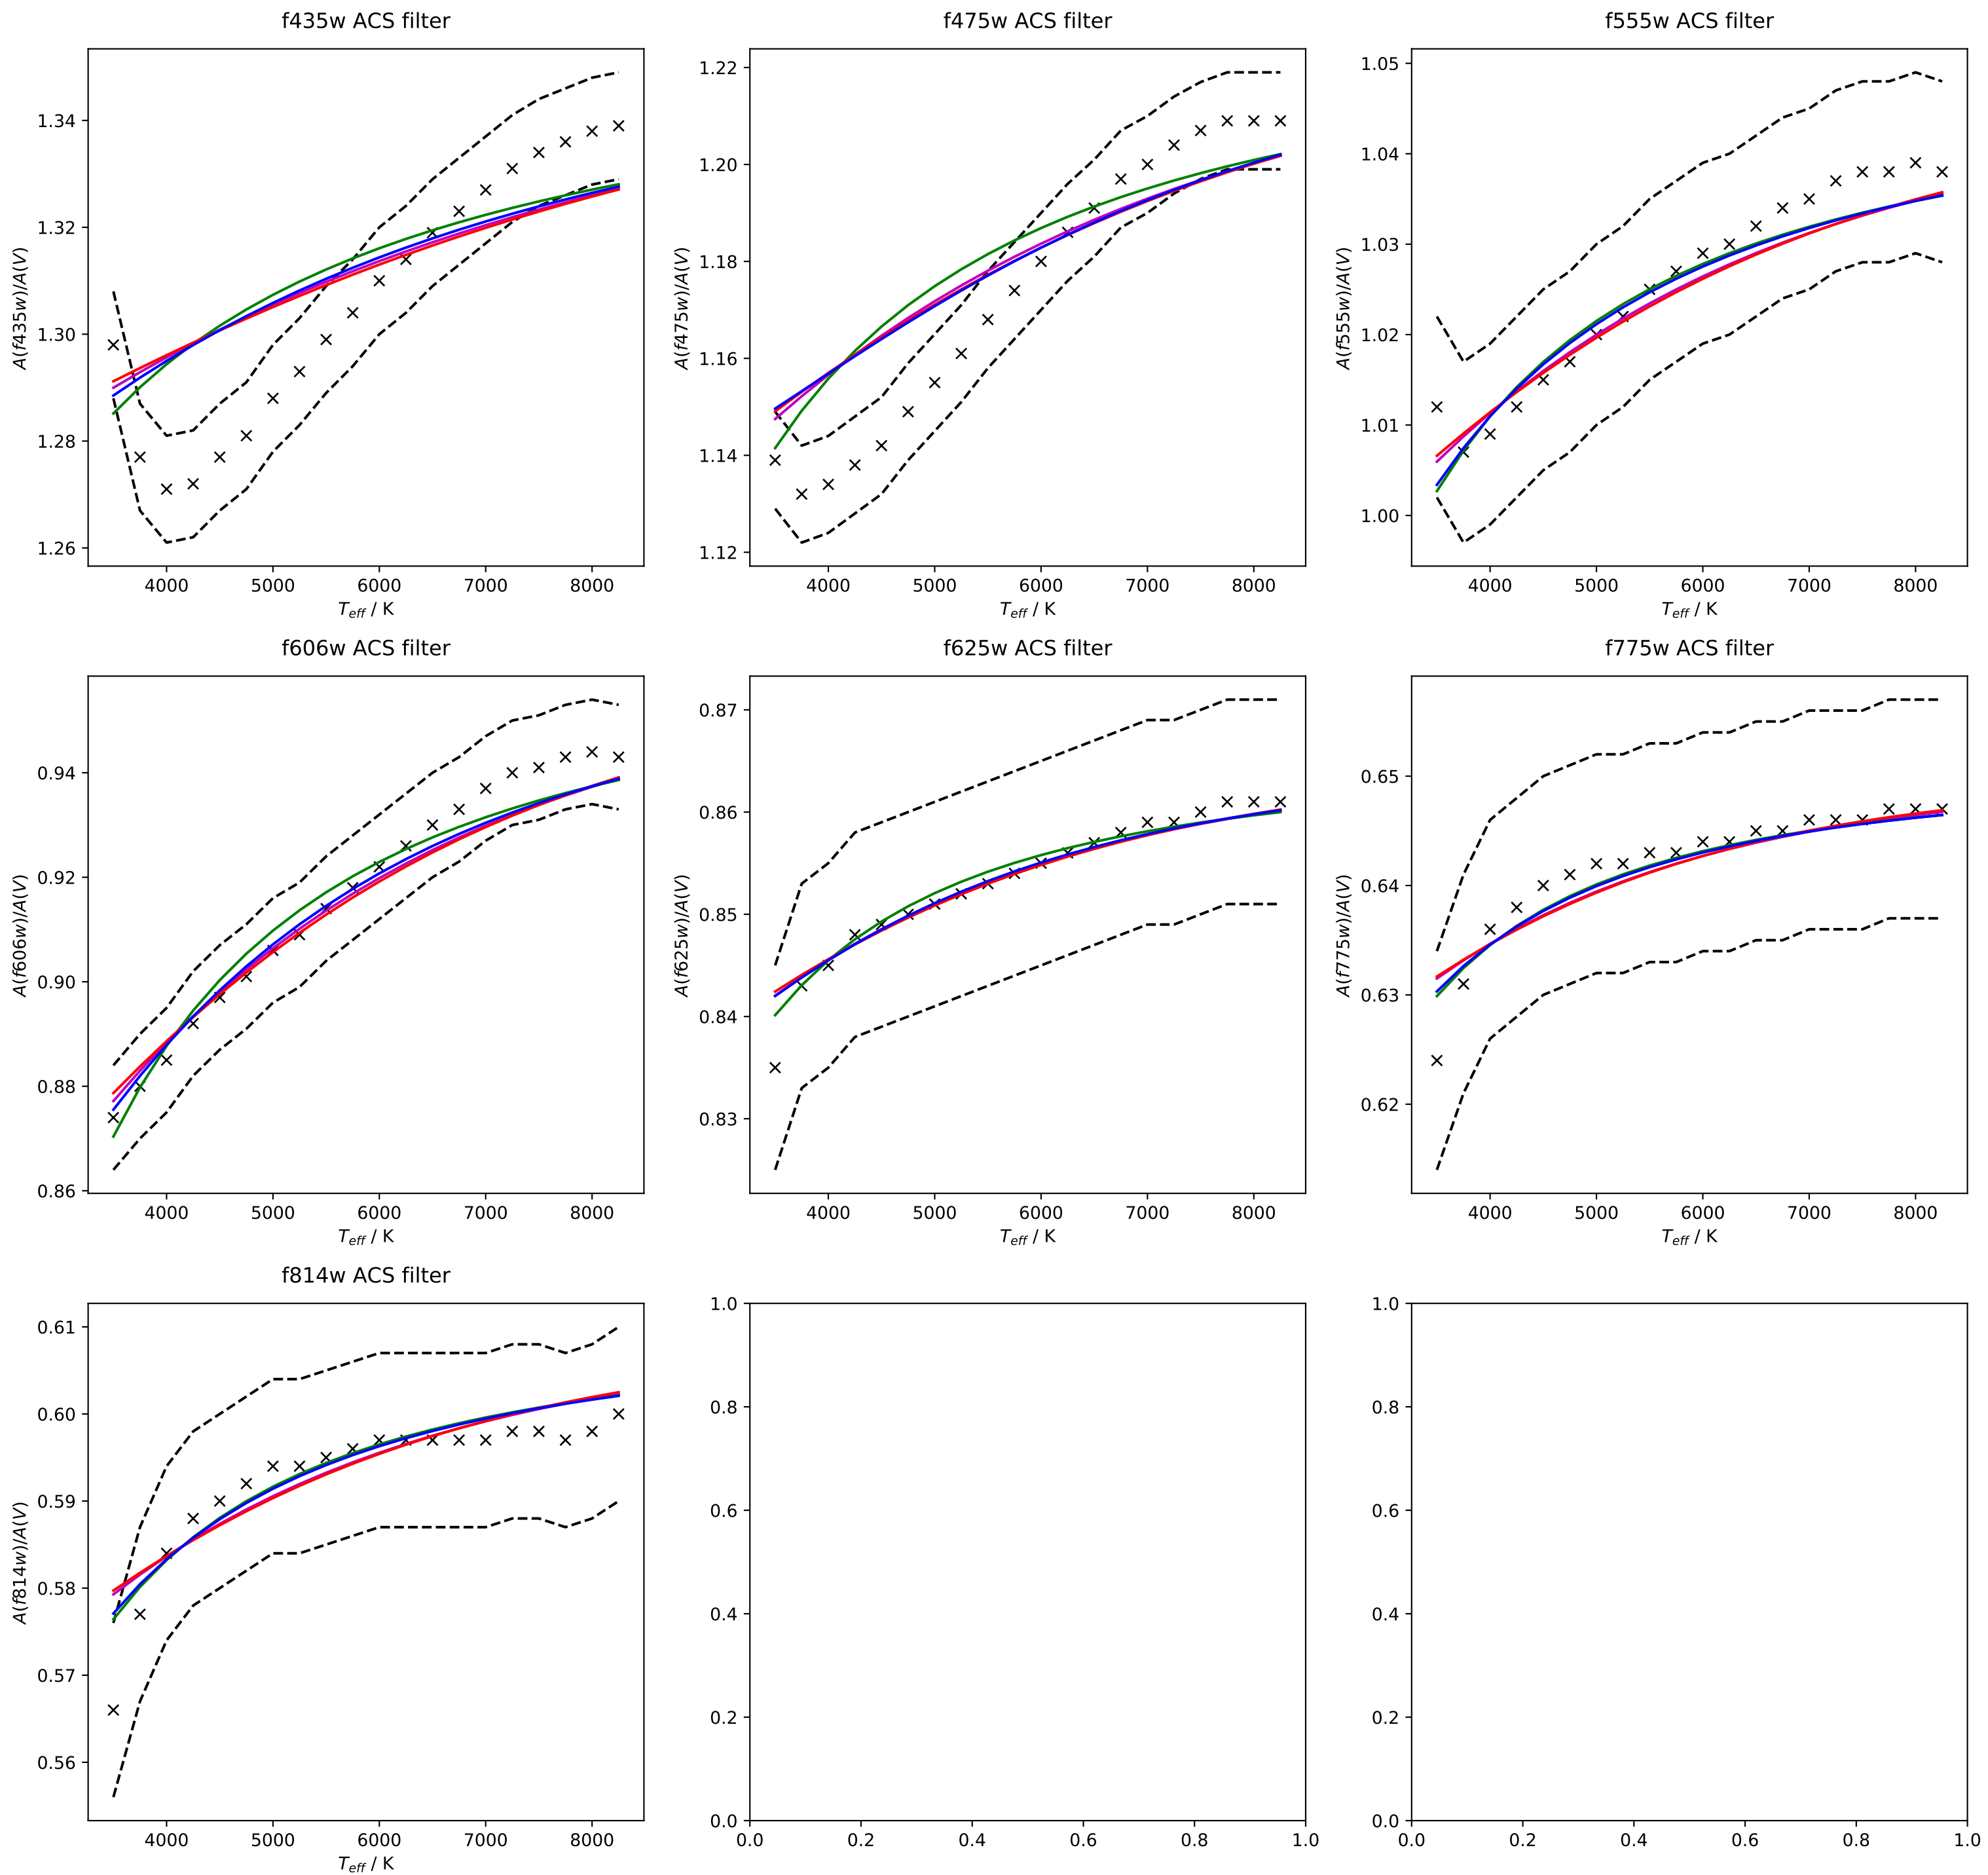 f435w ACS filter
A(f435w)/A(V)
1.34
1.32
1.30
1.28
1.26
4000 5000 6000 7000 8000
T_eff / K
f475w ACS filter
A(f475w)/A(V)
1.22
1.20
1.18
1.16
1.14
1.12
4000 5000 6000 7000 8000
T_eff / K
f555w ACS filter
A(f555w)/A(V)
1.05
1.04
1.03
1.02
1.01
1.00
4000 5000 6000 7000 8000
T_eff / K
f606w ACS filter
A(f606w)/A(V)
0.94
0.92
0.90
0.88
0.86
4000 5000 6000 7000 8000
T_eff / K
f625w ACS filter
A(f625w)/A(V)
0.87
0.86
0.85
0.84
0.83
4000 5000 6000 7000 8000
T_eff / K
f775w ACS filter
A(f775w)/A(V)
0.65
0.64
0.63
0.62
4000 5000 6000 7000 8000
T_eff / K
f814w ACS filter
A(f814w)/A(V)
0.61
0.60
0.59
0.58
0.57
0.56
4000 5000 6000 7000 8000
T_eff / K
1.0
0.8
0.6
0.4
0.2
0.0
0.0 0.2 0.4 0.6 0.8 1.0
1.0
0.8
0.6
0.4
0.2
0.0
0.0 0.2 0.4 0.6 0.8 1.0